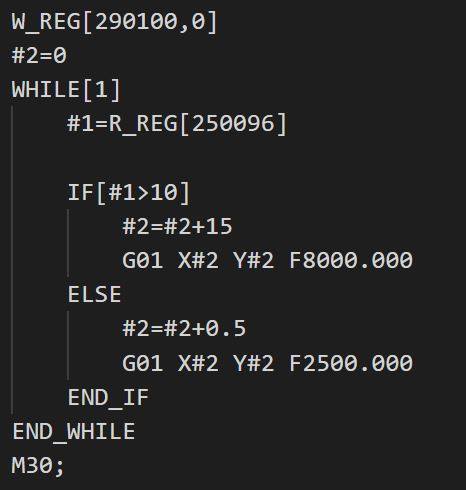 W_REG[290100,0]
#2=0
WHILE[1]
#1=R_REG[250096]
IF[#1>10]
#2=#2+15
G01 X#2 Y#2 F8000.000
ELSE
#2=#2+0.5
G01 X#2 Y#2 F2500.000
END_IF
END_WHILE
M30;